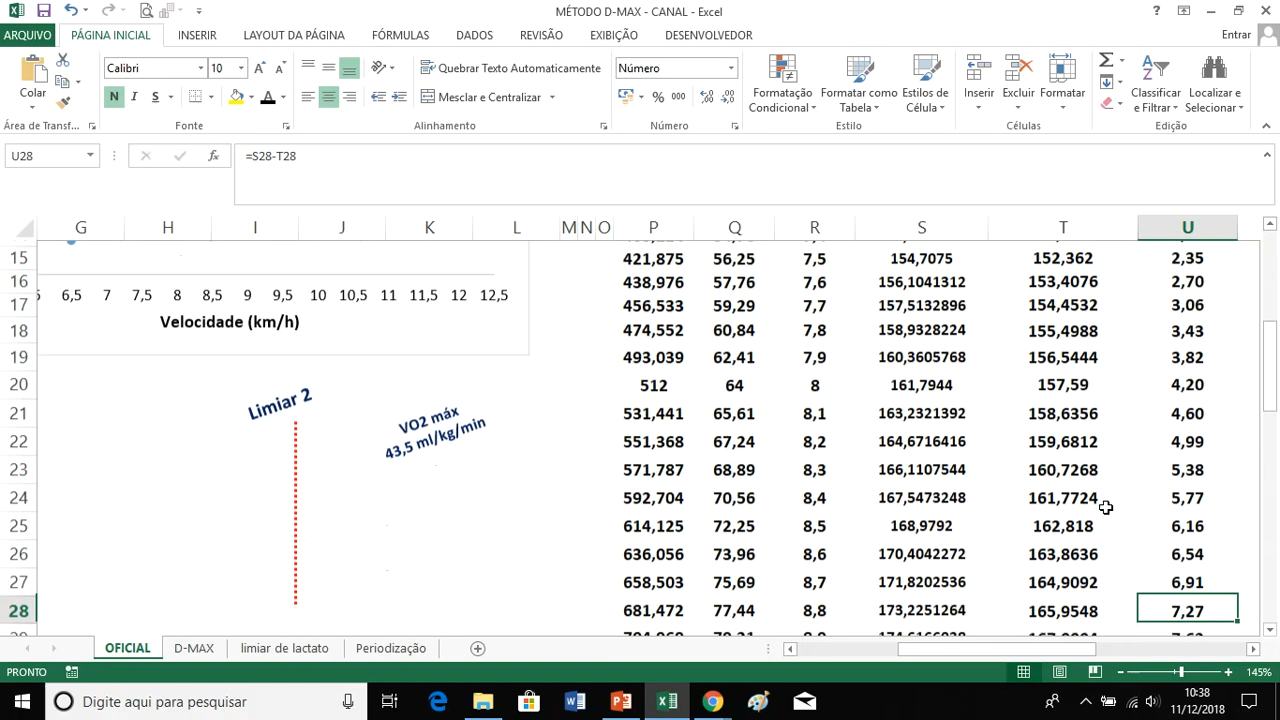 MÉTODO D-MAX - CANAL - Excel
?
ARQUIVO PÁGINA INICIAL INSERIR LAYOUT DA PÁGINA FÓRMULAS DADOS REVISÃO EXIBIÇÃO DESENVOLVEDOR Entrar
Colar
Área de Transf...
Calibri 10
N I S
Fonte
Quebrar Texto Automaticamente
Mesclar e Centralizar
Alinhamento
Número
% 000
Número
Formatação Condicional
Formatar como Tabela
Estilos de Célula
Estilo
Inserir Excluir Formatar
Células
Classificar e Filtrar
Localizar e Selecionar
Edição
U28 fx =S28-T28
G H I J K L M N O P Q R S T U
15 421,875 56,25 7,5 154,7075 152,362 2,35
16 438,976 57,76 7,6 156,1041312 153,4076 2,70
17 456,533 59,29 7,7 157,5132896 154,4532 3,06
18 474,552 60,84 7,8 158,9328224 155,4988 3,43
19 493,039 62,41 7,9 160,3605768 156,5444 3,82
20 512 64 8 161,7944 157,59 4,20
21 531,441 65,61 8,1 163,2321392 158,6356 4,60
22 551,368 67,24 8,2 164,6716416 159,6812 4,99
23 571,787 68,89 8,3 166,1107544 160,7268 5,38
24 592,704 70,56 8,4 167,5473248 161,7724 5,77
25 614,125 72,25 8,5 168,9792 162,818 6,16
26 636,056 73,96 8,6 170,4042272 163,8636 6,54
27 658,503 75,69 8,7 171,8202536 164,9092 6,91
28 681,472 77,44 8,8 173,2251264 165,9548 7,27
6,5 7 7,5 8 8,5 9 9,5 10 10,5 11 11,5 12 12,5
Velocidade (km/h)
Limiar 2
VO2 máx
43,5 ml/kg/min
OFICIAL D-MAX limiar de lactato Periodização
PRONTO 145%
Digite aqui para pesquisar
10:38
11/12/2018